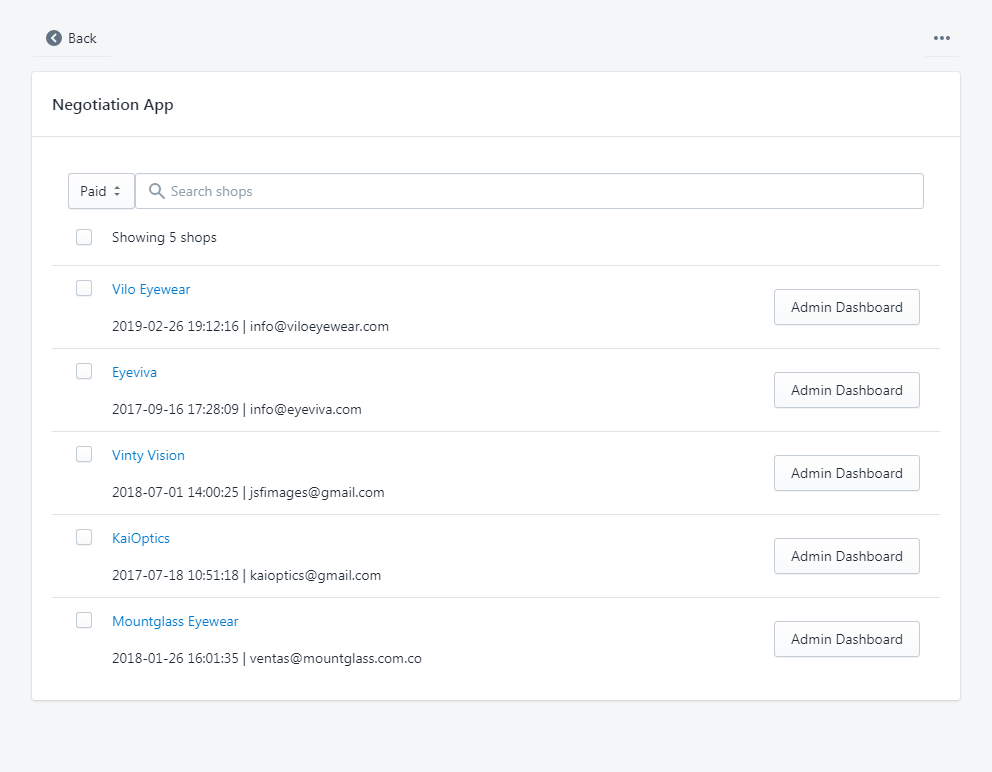 Back
Negotiation App
Paid Search shops
Showing 5 shops
Vilo Eyewear
Admin Dashboard
2019-02-26 19:12:16 | info@viloeyewear.com
Eyeviva
Admin Dashboard
2017-09-16 17:28:09 | info@eyeviva.com
Vinty Vision
Admin Dashboard
2018-07-01 14:00:25 | jsfimages@gmail.com
KaiOptics
Admin Dashboard
2017-07-18 10:51:18 | kaioptics@gmail.com
Mountglass Eyewear
Admin Dashboard
2018-01-26 16:01:35 | ventas@mountglass.com.co